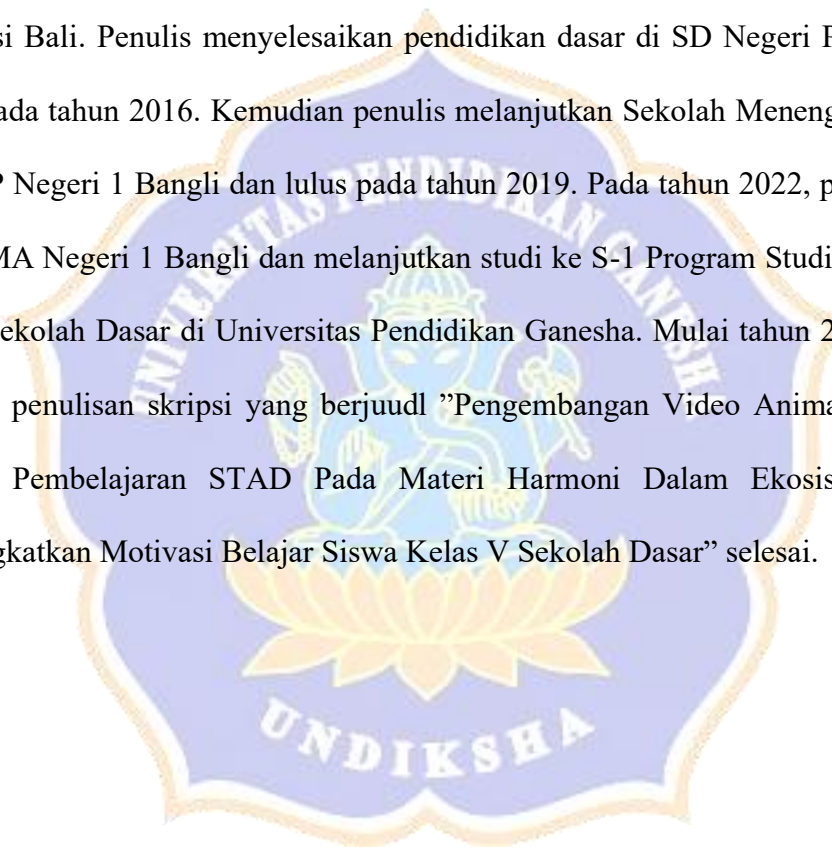 si Bali. Penulis menyelesaikan pendidikan dasar di SD Negeri
ada tahun 2016. Kemudian penulis melanjutkan Sekolah Meneng
P Negeri 1 Bangli dan lulus pada tahun 2019. Pada tahun 2022, p
MA Negeri 1 Bangli dan melanjutkan studi ke S-1 Program Studi
ekolah Dasar di Universitas Pendidikan Ganesha. Mulai tahun 2
penulisan skripsi yang berjuudl ”Pengembangan Video Anima
Pembelajaran STAD Pada Materi Harmoni Dalam Ekosis
gkatkan Motivasi Belajar Siswa Kelas V Sekolah Dasar” selesai.
UNIVERSITAS PENDIDIKAN GANESHA
UNDIKSHA